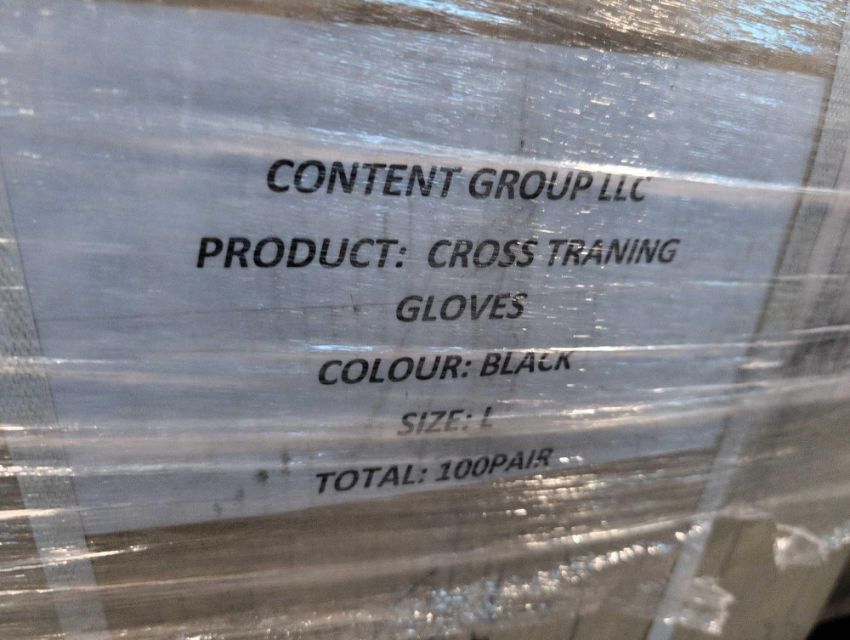 CONTENT GROUP LLC
PRODUCT: CROSS TRANING
GLOVES
COLOUR: BLACK
SIZE: L
TOTAL: 100PAIR